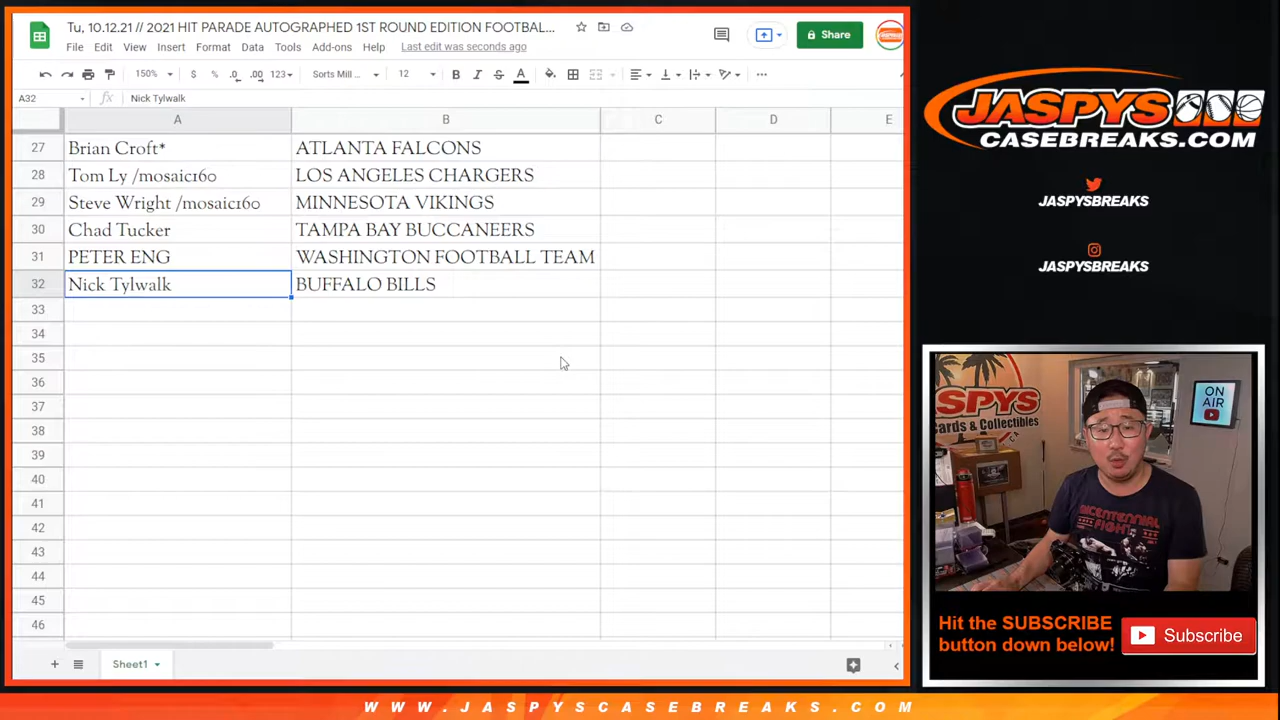 Tu, 10.12.21 // 2021 HIT PARADE AUTOGRAPHED 1ST ROUND EDITION FOOTBAL...
File Edit View Insert Format Data Tools Add-ons Help Last edit was seconds ago
Share
150% $ % .0 .00 123 Sorts Mill ... 12 B I S A
A32 fx Nick Tylwalk
A B C D E
27 Brian Croft* ATLANTA FALCONS
28 Tom Ly /mosaic160 LOS ANGELES CHARGERS
29 Steve Wright /mosaic160 MINNESOTA VIKINGS
30 Chad Tucker TAMPA BAY BUCCANEERS
31 PETER ENG WASHINGTON FOOTBALL TEAM
32 Nick Tylwalk BUFFALO BILLS
33
34
35
36
37
38
39
40
41
42
43
44
45
46
Sheet1
JASPYS
CASEBREAKS.COM
JASPYSBREAKS
JASPYSBREAKS
ASPYS
Cards & Collectibles
ON
AIR
BICENTENNIAL
FIGHT
Hit the SUBSCRIBE
button down below!
Subscribe
WWW.JASPYSCASEBREAKS.COM